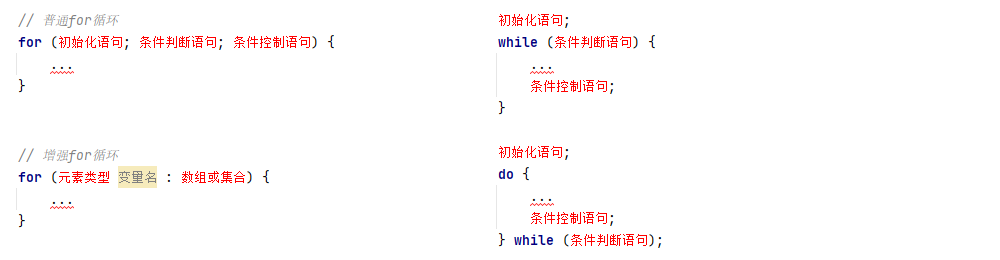 // 普通for循环
for (初始化语句; 条件判断语句; 条件控制语句) {
...
}
// 增强for循环
for (元素类型 变量名 : 数组或集合) {
...
}
初始化语句;
while (条件判断语句) {
...
条件控制语句;
}
初始化语句;
do {
...
条件控制语句;
} while (条件判断语句);